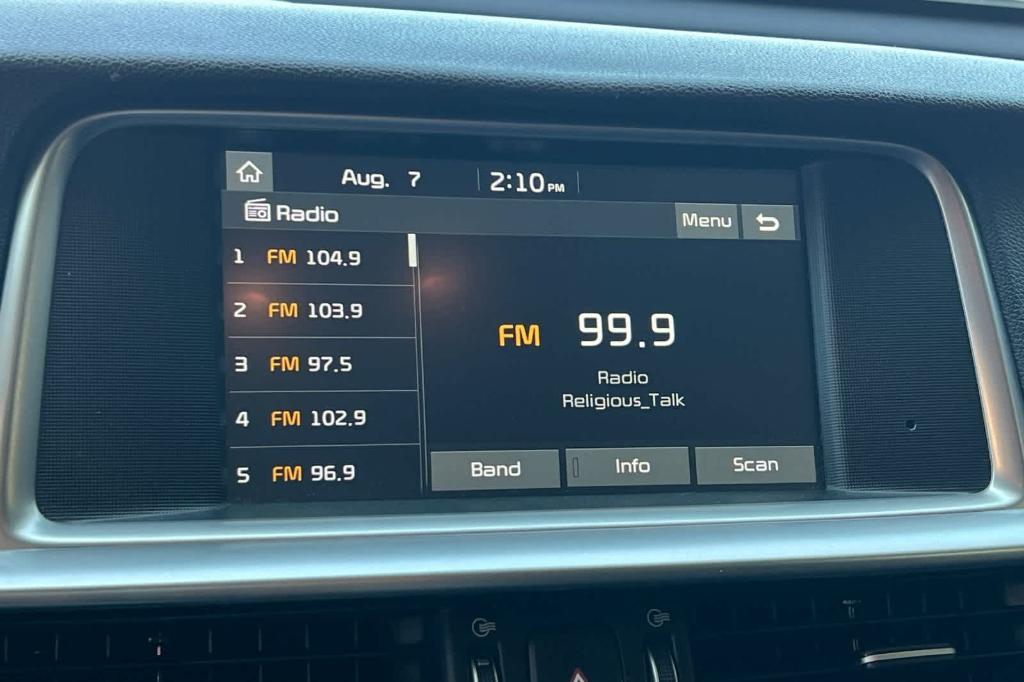 Aug. 7 2:10 PM
Radio Menu
1 FM 104.9
2 FM 103.9
3 FM 97.5
4 FM 102.9
5 FM 96.9
FM 99.9
Radio
Religious_Talk
Band Info Scan